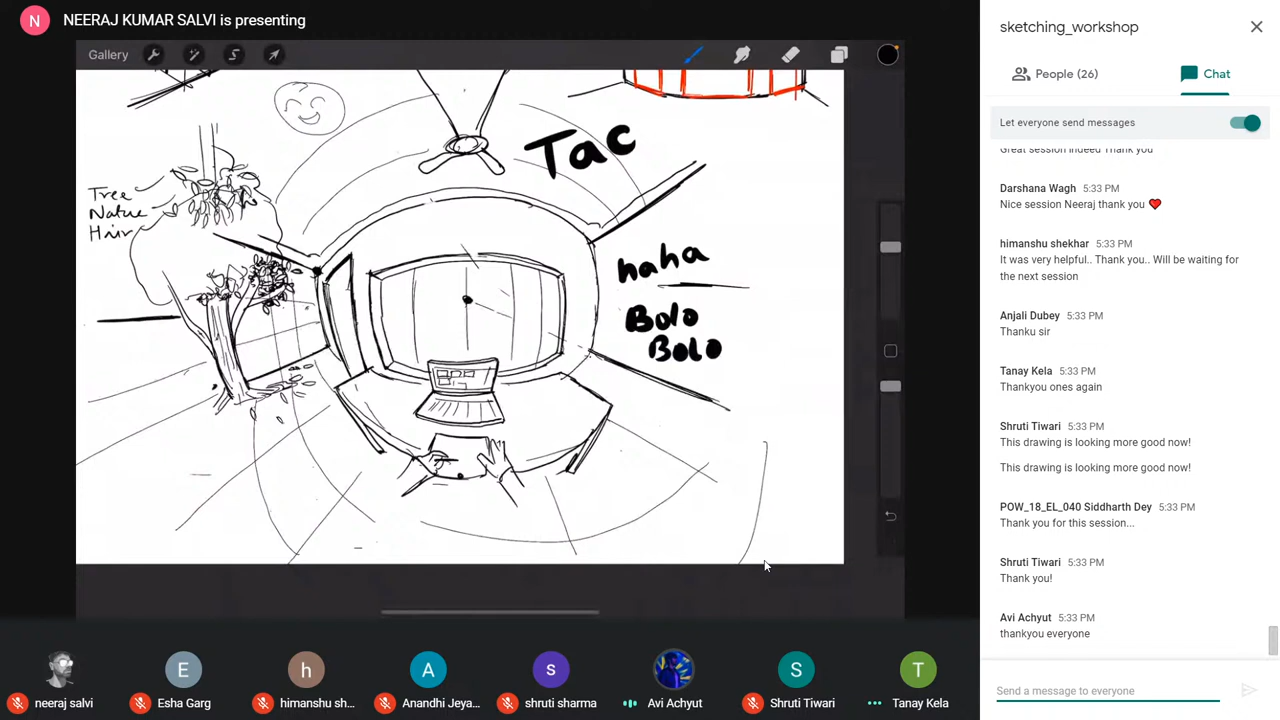 N
NEERAJ KUMAR SALVI is presenting
Gallery
Tac
Tree
Natue
Hair
haha
Bolo
Bolo
neeraj salvi
E
Esha Garg
h
himanshu sh...
A
Anandhi Jeya...
s
shruti sharma
Avi Achyut
S
Shruti Tiwari
T
Tanay Kela
sketching_workshop
People (26)
Chat
Let everyone send messages
Great session indeed Thank you
Darshana Wagh 5:33 PM
Nice session Neeraj thank you ❤
himanshu shekhar 5:33 PM
It was very helpful.. Thank you.. Will be waiting for
the next session
Anjali Dubey 5:33 PM
Thanku sir
Tanay Kela 5:33 PM
Thankyou ones again
Shruti Tiwari 5:33 PM
This drawing is looking more good now!
This drawing is looking more good now!
POW_18_EL_040 Siddharth Dey 5:33 PM
Thank you for this session...
Shruti Tiwari 5:33 PM
Thank you!
Avi Achyut 5:33 PM
thankyou everyone
Send a message to everyone